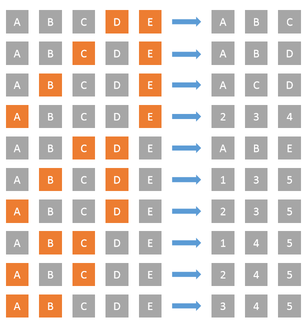 A B C D E A B C
A B C D E A B D
A B C D E A C D
A B C D E 2 3 4
A B C D E A B E
A B C D E 1 3 5
A B C D E 2 3 5
A B C D E 1 4 5
A B C D E 2 4 5
A B C D E 3 4 5